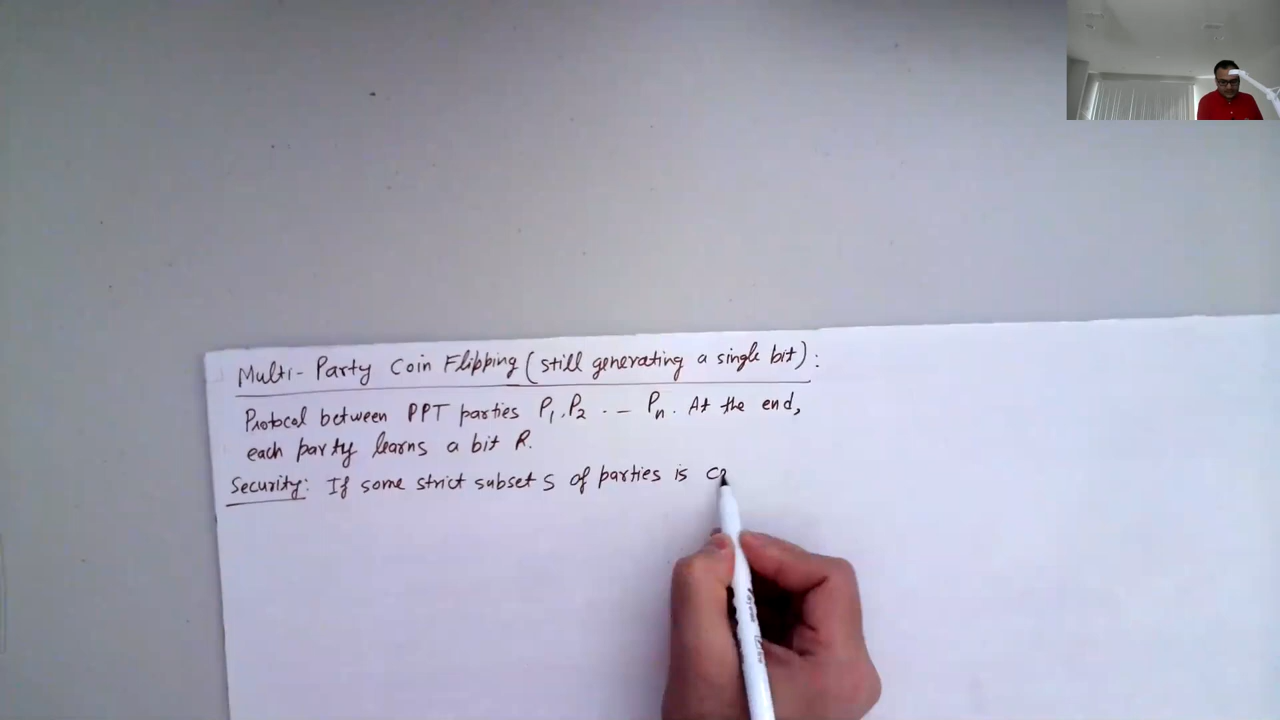 Multi-Party Coin Flipping (still generating a single bit):
Protocol between PPT parties P1, P2 . – Pn. At the end,
each party learns a bit R.
Security: If some strict subset S of parties is co